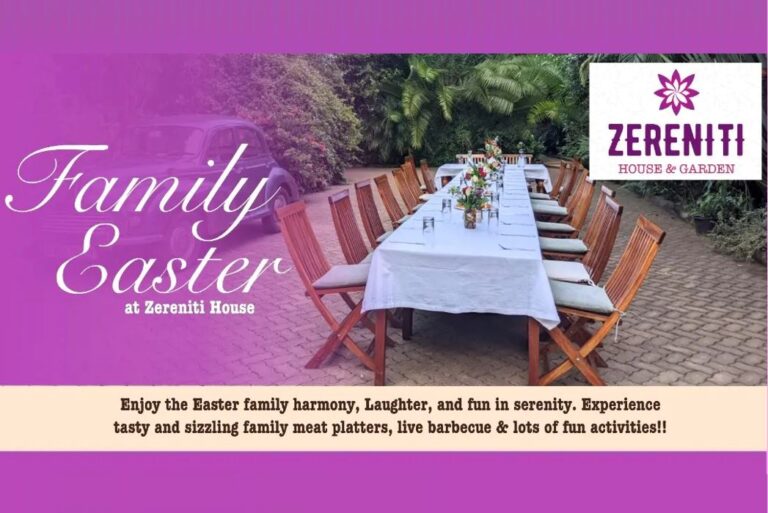 ZERENITI
HOUSE & GARDEN
Family
Easter
at Zereniti House
Enjoy the Easter family harmony, Laughter, and fun in serenity. Experience
tasty and sizzling family meat platters, live barbecue & lots of fun activities!!